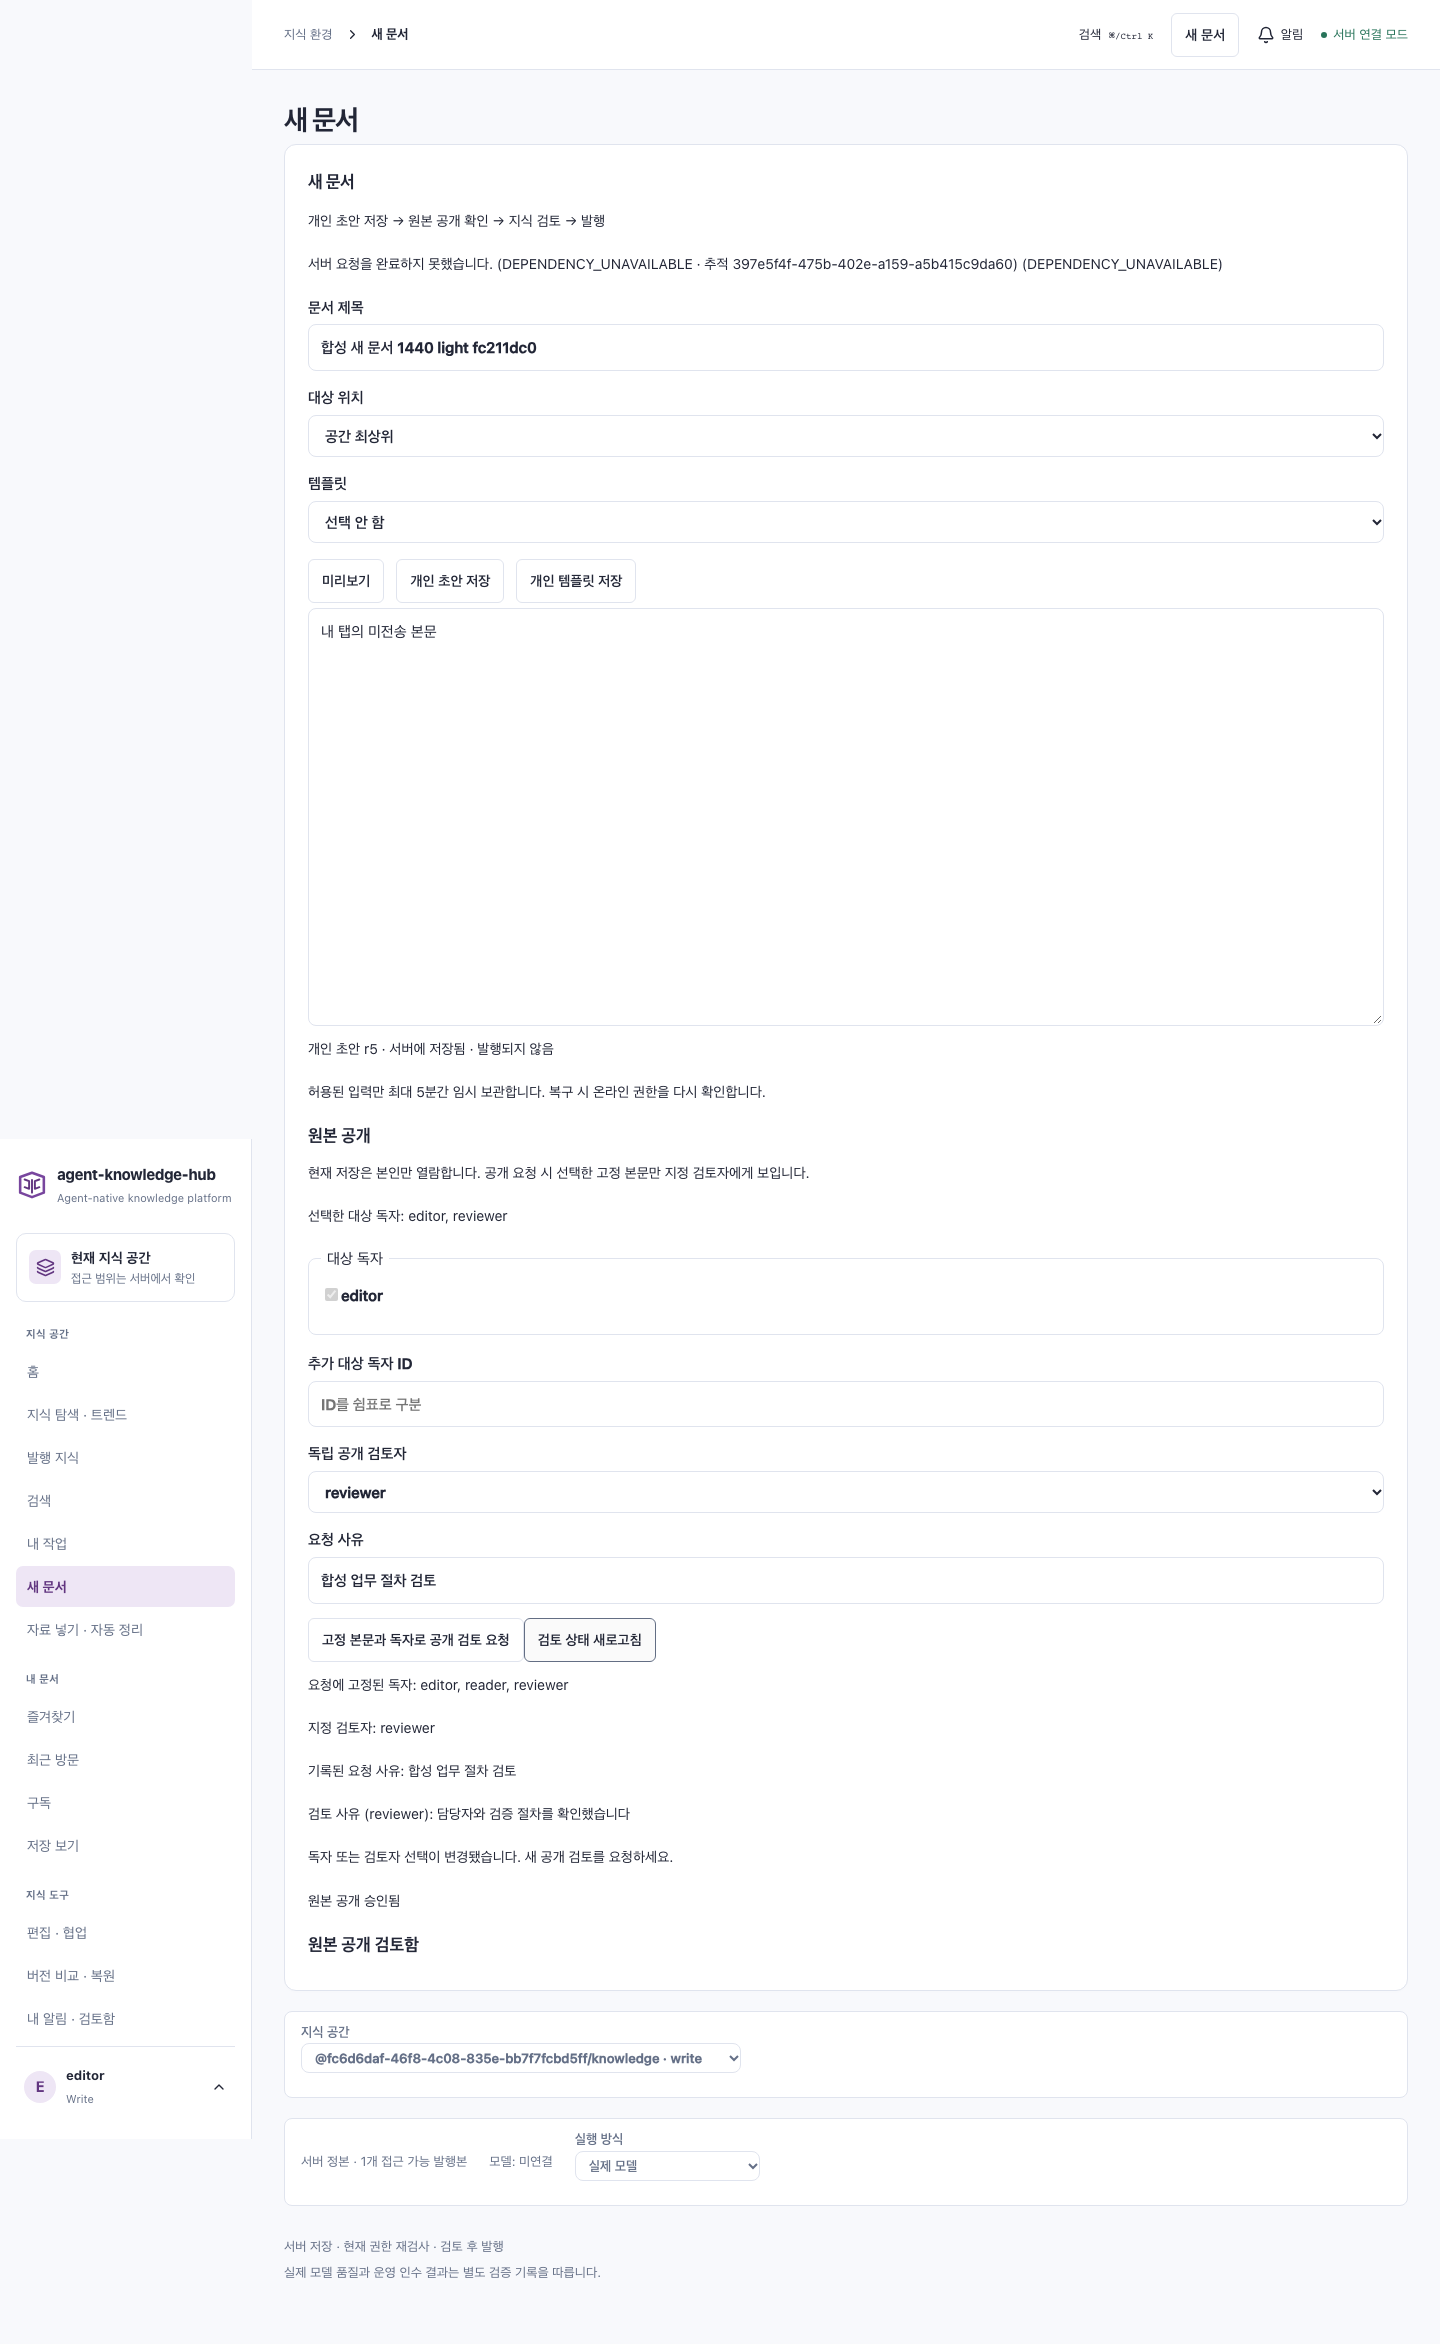 지식 환경 > 새 문서
검색 ⌘/Ctrl K
새 문서
알림
서버 연결 모드
새 문서
새 문서
개인 초안 저장 → 원본 공개 확인 → 지식 검토 → 발행
서버 요청을 완료하지 못했습니다. (DEPENDENCY_UNAVAILABLE · 추적 397e5f4f-475b-402e-a159-a5b415c9da60) (DEPENDENCY_UNAVAILABLE)
문서 제목
합성 새 문서 1440 light fc211dc0
대상 위치
공간 최상위
템플릿
선택 안 함
미리보기
개인 초안 저장
개인 템플릿 저장
내 탭의 미전송 본문
개인 초안 r5 · 서버에 저장됨 · 발행되지 않음
허용된 입력만 최대 5분간 임시 보관합니다. 복구 시 온라인 권한을 다시 확인합니다.
원본 공개
현재 저장은 본인만 열람합니다. 공개 요청 시 선택한 고정 본문만 지정 검토자에게 보입니다.
선택한 대상 독자: editor, reviewer
대상 독자
editor
추가 대상 독자 ID
ID를 쉼표로 구분
독립 공개 검토자
reviewer
요청 사유
합성 업무 절차 검토
고정 본문과 독자로 공개 검토 요청
검토 상태 새로고침
요청에 고정된 독자: editor, reader, reviewer
지정 검토자: reviewer
기록된 요청 사유: 합성 업무 절차 검토
검토 사유 (reviewer): 담당자와 검증 절차를 확인했습니다
독자 또는 검토자 선택이 변경됐습니다. 새 공개 검토를 요청하세요.
원본 공개 승인됨
원본 공개 검토함
agent-knowledge-hub
Agent-native knowledge platform
현재 지식 공간
접근 범위는 서버에서 확인
지식 공간
홈
지식 탐색 · 트렌드
발행 지식
검색
내 작업
새 문서
자료 넣기 · 자동 정리
내 문서
즐겨찾기
최근 방문
구독
저장 보기
지식 도구
편집 · 협업
버전 비교 · 복원
내 알림 · 검토함
E
editor
Write
지식 공간
@fc6d6daf-46f8-4c08-835e-bb7f7fcbd5ff/knowledge · write
서버 정본 · 1개 접근 가능 발행본
모델: 미연결
실행 방식
실제 모델
서버 저장 · 현재 권한 재검사 · 검토 후 발행
실제 모델 품질과 운영 인수 결과는 별도 검증 기록을 따릅니다.